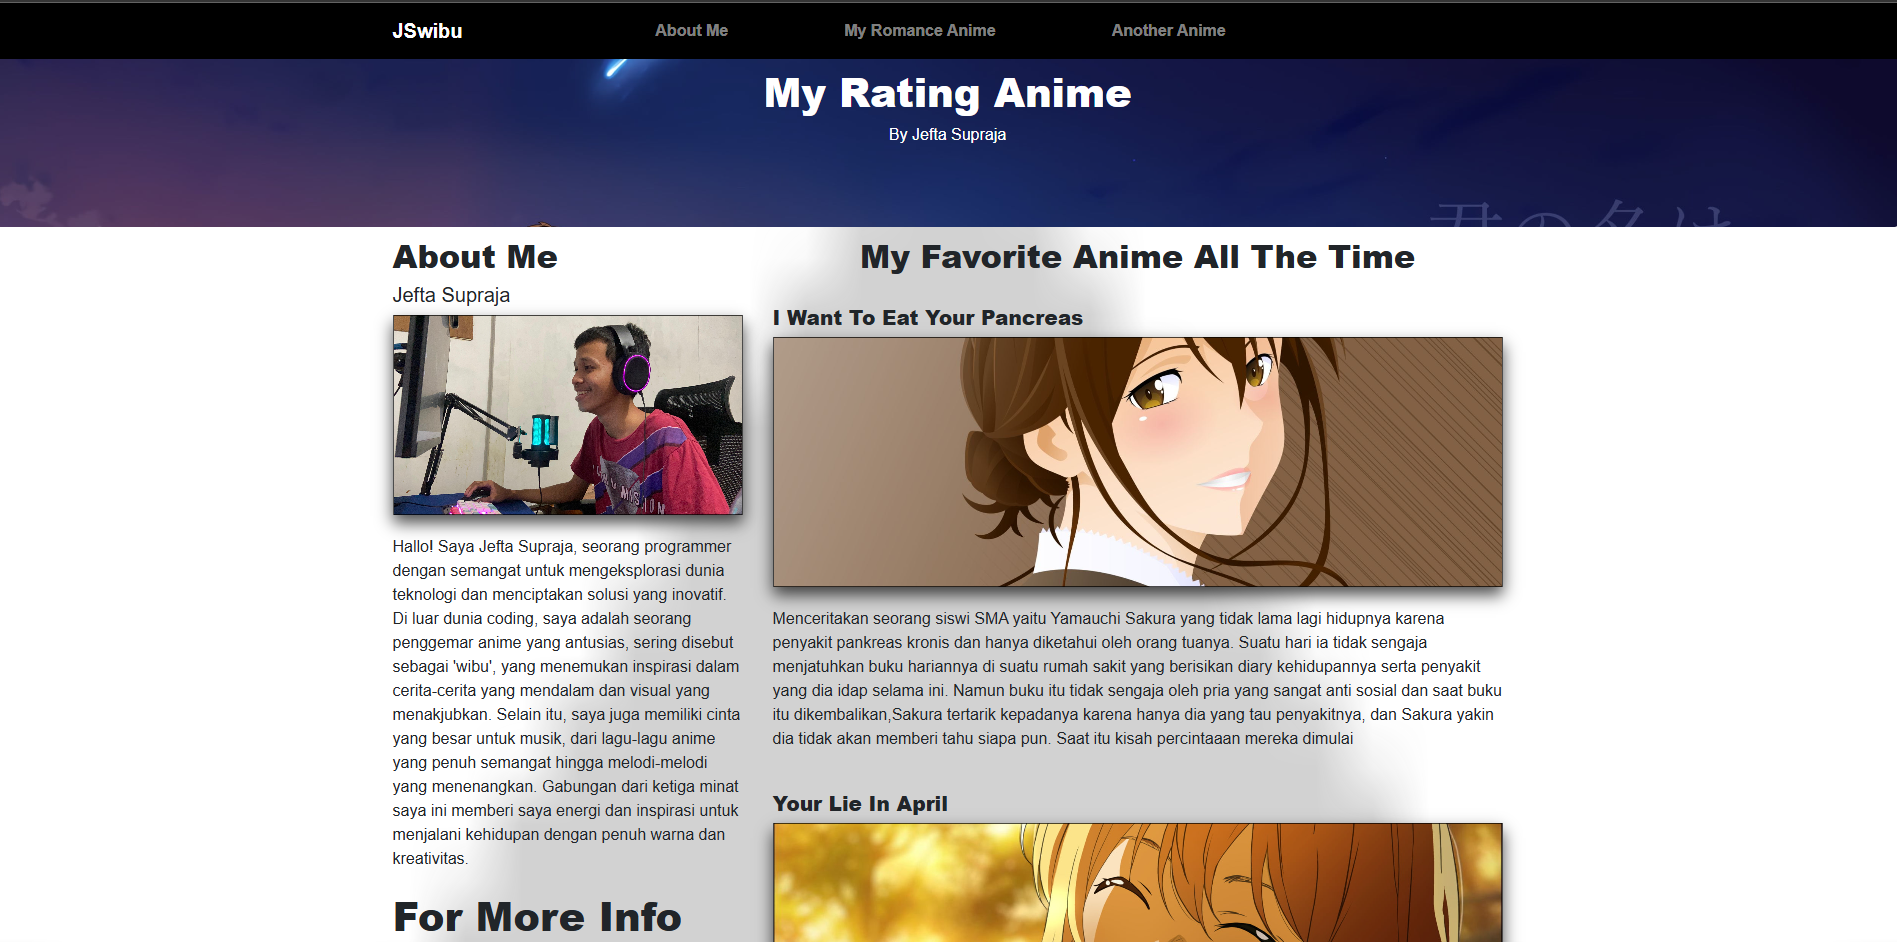 JSwibu
About Me
My Romance Anime
Another Anime
My Rating Anime
By Jefta Supraja
君の名は
About Me
Jefta Supraja
Hallo! Saya Jefta Supraja, seorang programmer
dengan semangat untuk mengeksplorasi dunia
teknologi dan menciptakan solusi yang inovatif.
Di luar dunia coding, saya adalah seorang
penggemar anime yang antusias, sering disebut
sebagai 'wibu', yang menemukan inspirasi dalam
cerita-cerita yang mendalam dan visual yang
menakjubkan. Selain itu, saya juga memiliki cinta
yang besar untuk musik, dari lagu-lagu anime
yang penuh semangat hingga melodi-melodi
yang menenangkan. Gabungan dari ketiga minat
saya ini memberi saya energi dan inspirasi untuk
menjalani kehidupan dengan penuh warna dan
kreativitas.
For More Info
My Favorite Anime All The Time
I Want To Eat Your Pancreas
Menceritakan seorang siswi SMA yaitu Yamauchi Sakura yang tidak lama lagi hidupnya karena
penyakit pankreas kronis dan hanya diketahui oleh orang tuanya. Suatu hari ia tidak sengaja
menjatuhkan buku hariannya di suatu rumah sakit yang berisikan diary kehidupannya serta penyakit
yang dia idap selama ini. Namun buku itu tidak sengaja oleh pria yang sangat anti sosial dan saat buku
itu dikembalikan,Sakura tertarik kepadanya karena hanya dia yang tau penyakitnya, dan Sakura yakin
dia tidak akan memberi tahu siapa pun. Saat itu kisah percintaaan mereka dimulai
Your Lie In April